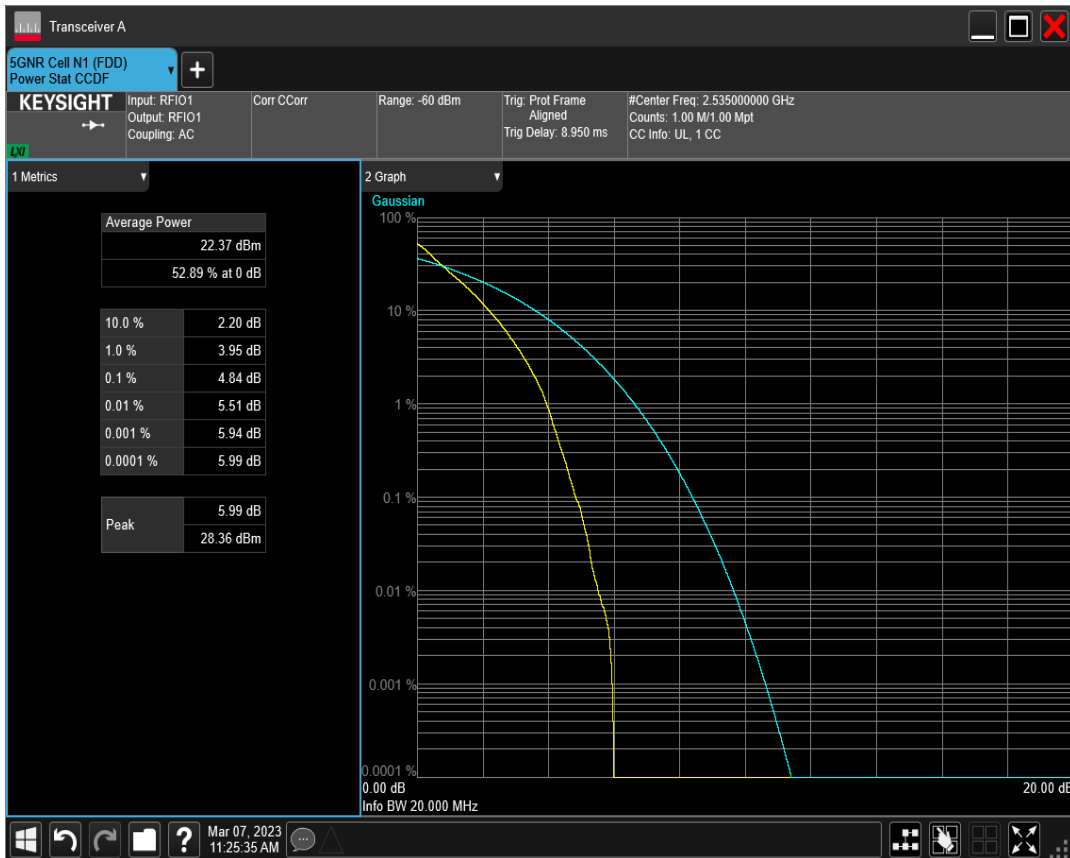 Transceiver A
5GNR Cell N1 (FDD)
Power Stat CCDF
KEYSIGHT
LXI
Input: RFIO1
Output: RFIO1
Coupling: AC
Corr CCorr
Range: -60 dBm
Trig: Prot Frame
Aligned
Trig Delay: 8.950 ms
#Center Freq: 2.535000000 GHz
Counts: 1.00 M/1.00 Mpt
CC Info: UL, 1 CC
1 Metrics
Average Power
22.37 dBm
52.89 % at 0 dB
10.0 % 2.20 dB
1.0 % 3.95 dB
0.1 % 4.84 dB
0.01 % 5.51 dB
0.001 % 5.94 dB
0.0001 % 5.99 dB
Peak
5.99 dB
28.36 dBm
2 Graph
Gaussian
100 %
10 %
1 %
0.1 %
0.01 %
0.001 %
0.0001 %
0.00 dB
20.00 dB
Info BW 20.000 MHz
?
Mar 07, 2023
11:25:35 AM